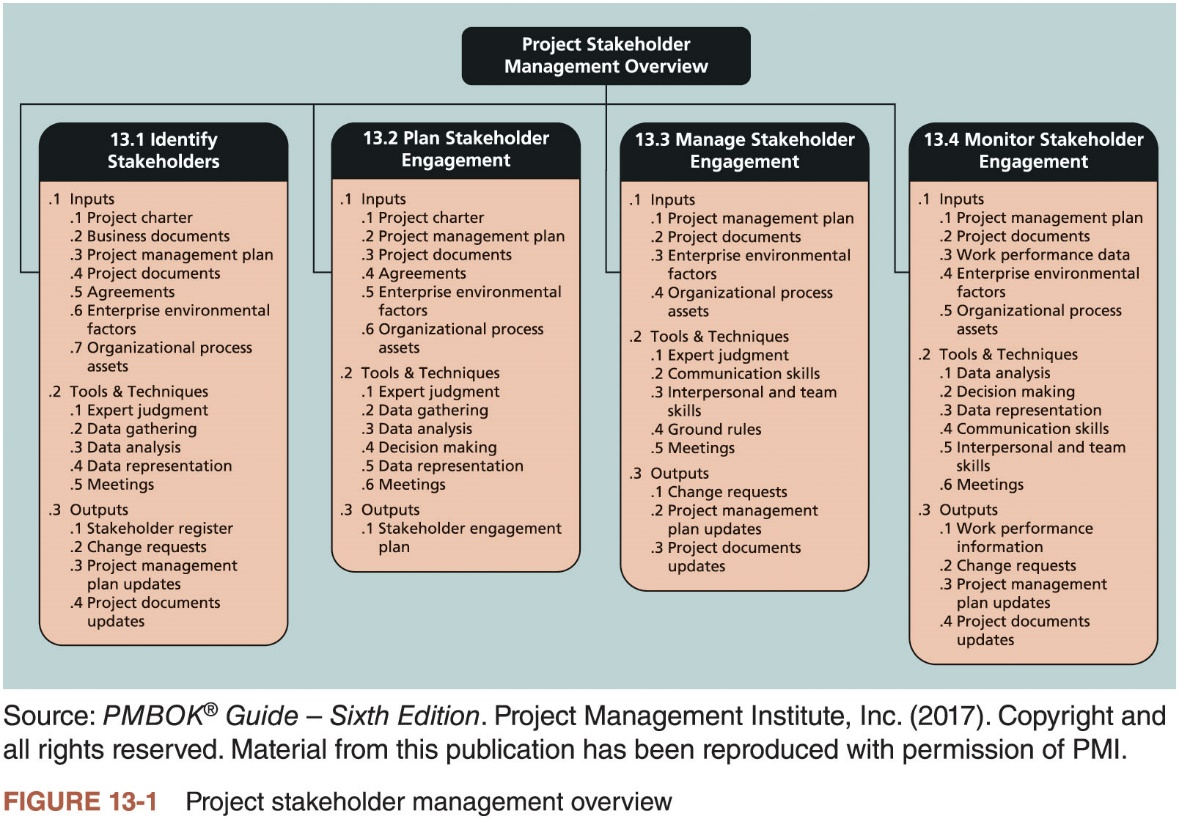 Project Stakeholder
Management Overview
13.1 Identify
Stakeholders
.1 Inputs
.1 Project charter
.2 Business documents
.3 Project management plan
.4 Project documents
.5 Agreements
.6 Enterprise environmental
factors
.7 Organizational process
assets
.2 Tools & Techniques
.1 Expert judgment
.2 Data gathering
.3 Data analysis
.4 Data representation
.5 Meetings
.3 Outputs
.1 Stakeholder register
.2 Change requests
.3 Project management
plan updates
.4 Project documents
updates
13.2 Plan Stakeholder
Engagement
.1 Inputs
.1 Project charter
.2 Project management plan
.3 Project documents
.4 Agreements
.5 Enterprise environmental
factors
.6 Organizational process
assets
.2 Tools & Techniques
.1 Expert judgment
.2 Data gathering
.3 Data analysis
.4 Decision making
.5 Data representation
.6 Meetings
.3 Outputs
.1 Stakeholder engagement
plan
13.3 Manage Stakeholder
Engagement
.1 Inputs
.1 Project management plan
.2 Project documents
.3 Enterprise environmental
factors
.4 Organizational process
assets
.2 Tools & Techniques
.1 Expert judgment
.2 Communication skills
.3 Interpersonal and team
skills
.4 Ground rules
.5 Meetings
.3 Outputs
.1 Change requests
.2 Project management
plan updates
.3 Project documents
updates
13.4 Monitor Stakeholder
Engagement
.1 Inputs
.1 Project management plan
.2 Project documents
.3 Work performance data
.4 Enterprise environmental
factors
.5 Organizational process
assets
.2 Tools & Techniques
.1 Data analysis
.2 Decision making
.3 Data representation
.4 Communication skills
.5 Interpersonal and team
skills
.6 Meetings
.3 Outputs
.1 Work performance
information
.2 Change requests
.3 Project management
plan updates
.4 Project documents
updates
Source: PMBOK® Guide – Sixth Edition. Project Management Institute, Inc. (2017). Copyright and
all rights reserved. Material from this publication has been reproduced with permission of PMI.
FIGURE 13-1 Project stakeholder management overview